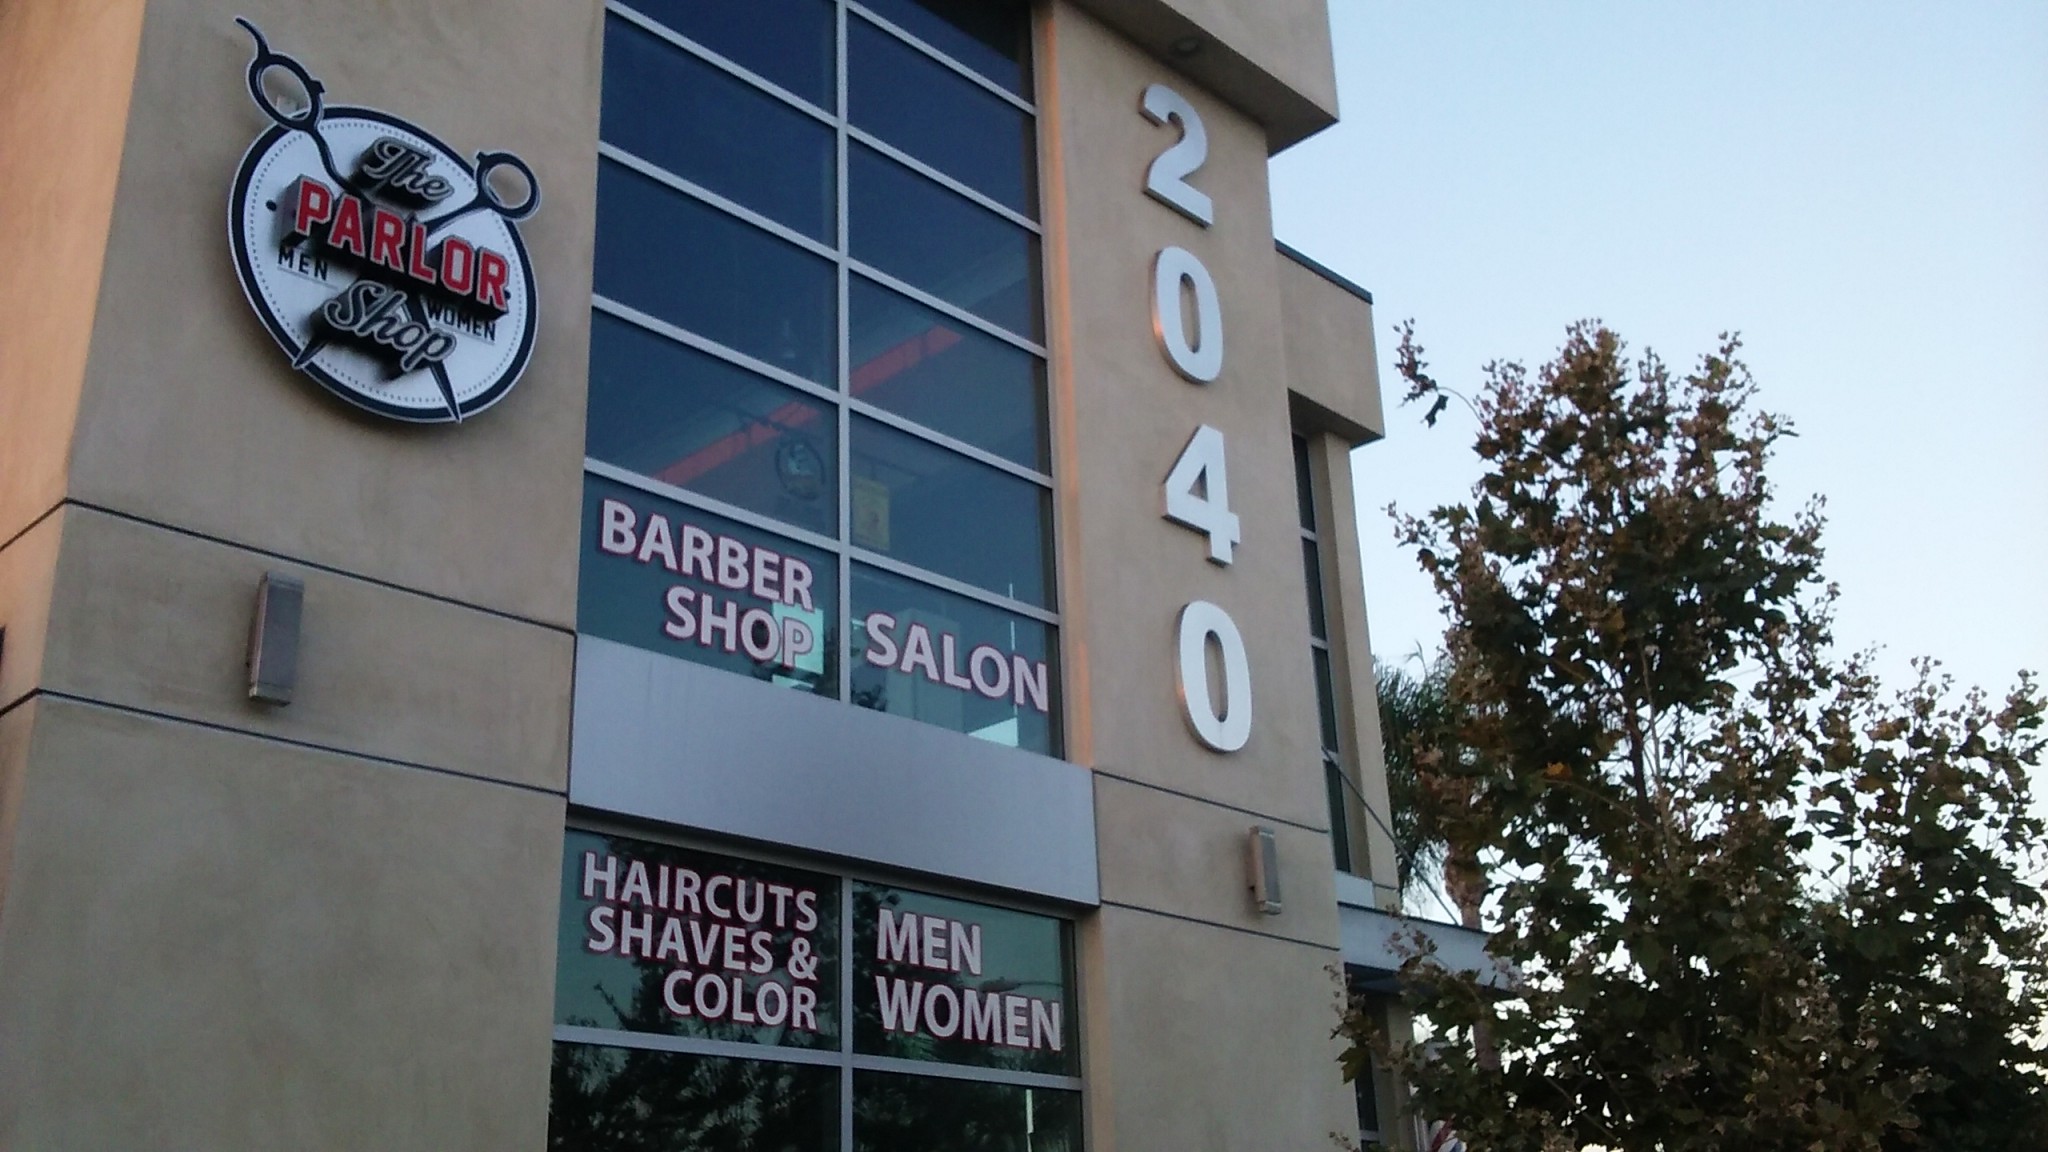 The
PARLOR
MEN
WOMEN
Shop
BARBER
SHOP
SALON
HAIRCUTS
SHAVES &
COLOR
MEN
WOMEN
2040